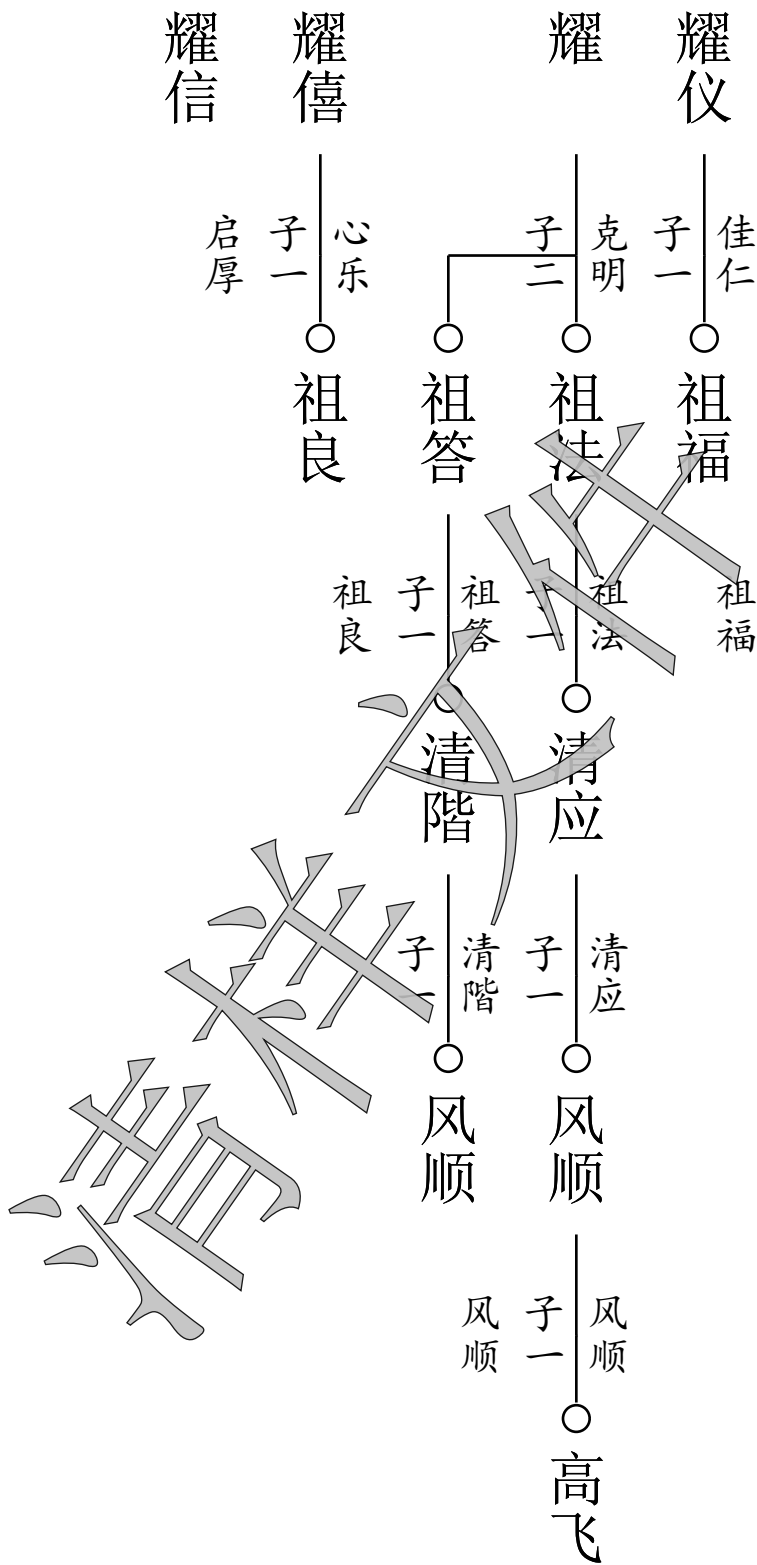 耀仪
耀
耀僖
耀信
佳仁
子一
克明
子二
心乐
子一
启厚
祖福
祖法
祖答
祖良
祖福
祖法
子一
祖答
子一
祖良
清应
清階
清应
子一
清階
子一
风顺
风顺
风顺
子一
风顺
高飞